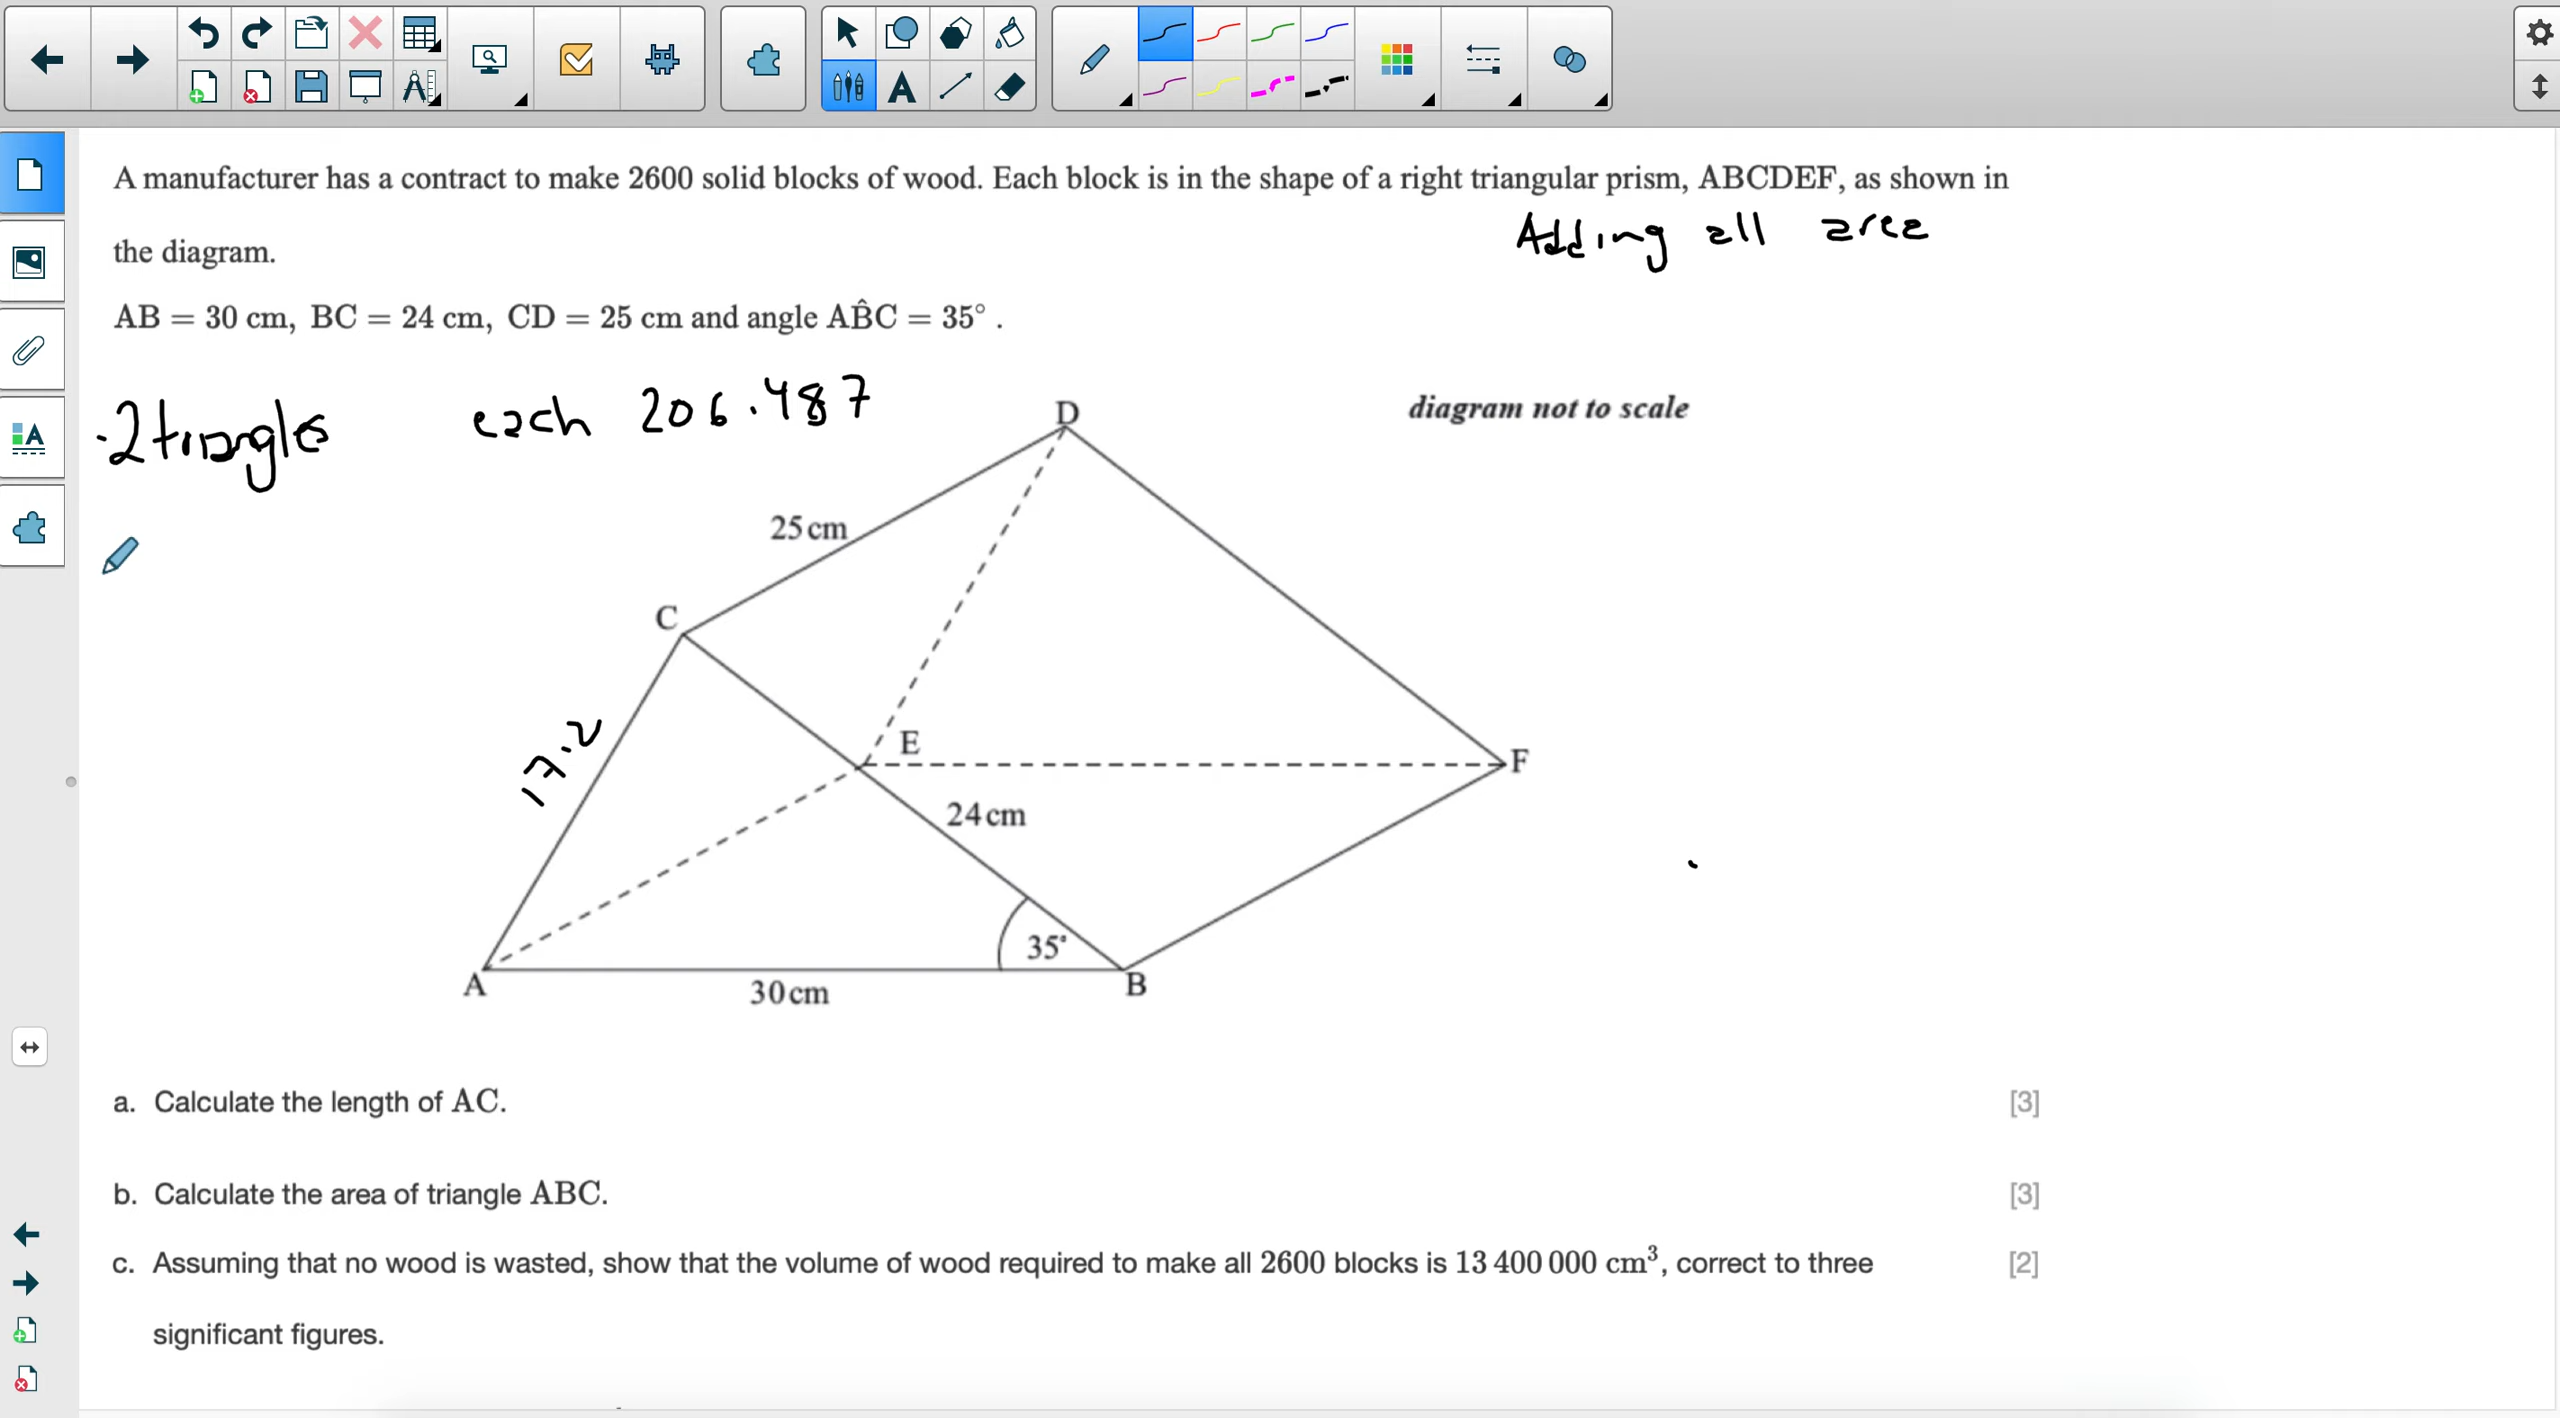 A manufacturer has a contract to make 2600 solid blocks of wood. Each block is in the shape of a right triangular prism, ABCDEF, as shown in
Adding all area
the diagram.
AB = 30 cm, BC = 24 cm, CD = 25 cm and angle AB̂C = 35° .
·2 triangles each 206.487
D
diagram not to scale
25 cm
C
17.2
E
F
24 cm
35°
A
B
30 cm
a. Calculate the length of AC. [3]
b. Calculate the area of triangle ABC. [3]
c. Assuming that no wood is wasted, show that the volume of wood required to make all 2600 blocks is 13 400 000 cm³, correct to three [2]
significant figures.